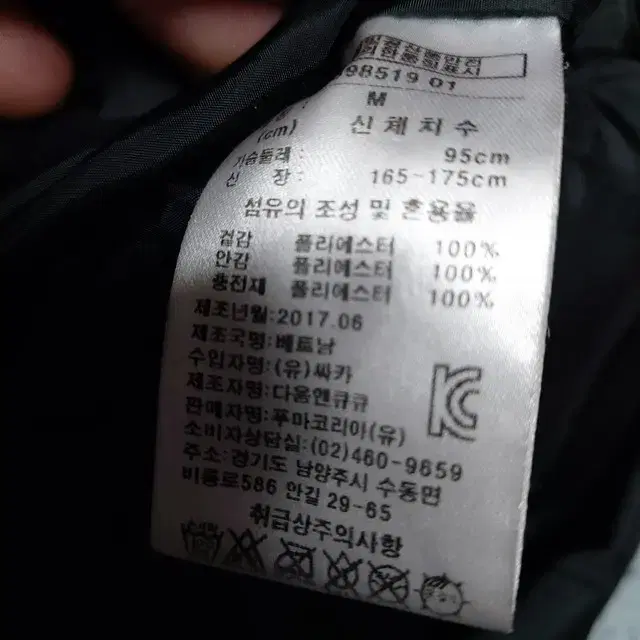 98519 01
M
(cm) 신체치수
가슴둘레: 95cm
신 장: 165-175cm
섬유의 조성 및 혼용율
겉감 폴리에스터 100%
안감 폴리에스터 100%
충전재 폴리에스터 100%
제조년월:2017.06
제조국명:베트남
수입자명:(유)싸카
제조자명:다옴앤큐큐
판매자명:푸마코리아(유)
소비자상담실:(02)460-9659
주소:경기도 남양주시 수동면
비룡로586 안길 29-65
취급상주의사항